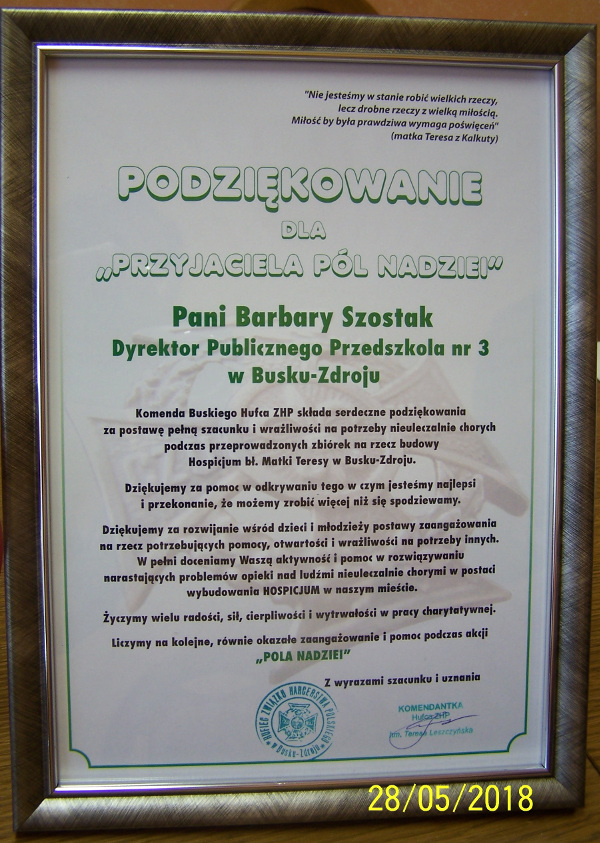 "Nie jesteśmy w stanie robić wielkich rzeczy,
lecz drobne rzeczy z wielką miłością.
Miłość by była prawdziwa wymaga poświęceń"
(matka Teresa z Kalkuty)
PODZIĘKOWANIE
DLA
„PRZYJACIELA PÓL NADZIEI"
Pani Barbary Szostak
Dyrektor Publicznego Przedszkola nr 3
w Busku-Zdroju
Komenda Buskiego Hufca ZHP składa serdeczne podziękowania
za postawę pełną szacunku i wrażliwości na potrzeby nieuleczalnie chorych
podczas przeprowadzonych zbiórek na rzecz budowy
Hospicjum bł. Matki Teresy w Busku-Zdroju.
Dziękujemy za pomoc w odkrywaniu tego w czym jesteśmy najlepsi
i przekonanie, że możemy zrobić więcej niż się spodziewamy.
Dziękujemy za rozwijanie wśród dzieci i młodzieży postawy zaangażowania
na rzecz potrzebujących pomocy, otwartości i wrażliwości na potrzeby innych.
W pełni doceniamy Waszą aktywność i pomoc w rozwiązywaniu
narastających problemów opieki nad ludźmi nieuleczalnie chorymi w postaci
wybudowania HOSPICJUM w naszym mieście.
Życzymy wielu radości, sił, cierpliwości i wytrwałości w pracy charytatywnej.
Liczymy na kolejne, równie okazałe zaangażowanie i pomoc podczas akcji
„POLA NADZIEI"
Z wyrazami szacunku i uznania
HUFIEC ZWIĄZKU HARCERSTWA POLSKIEGO
w Busku-Zdroju
KOMENDANTKA
Hufca ZHP
hm. Teresa Leszczyńska
28/05/2018